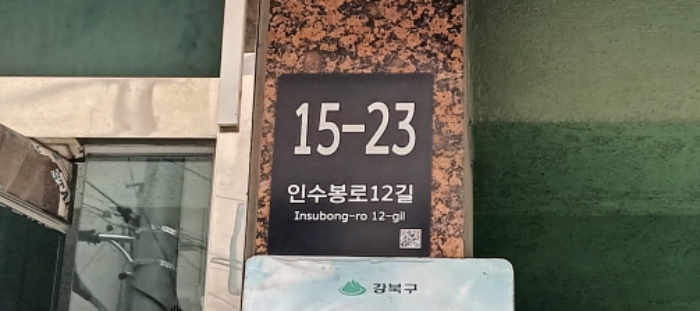 15-23
인수봉로12길
Insubong-ro 12-gil
강북구